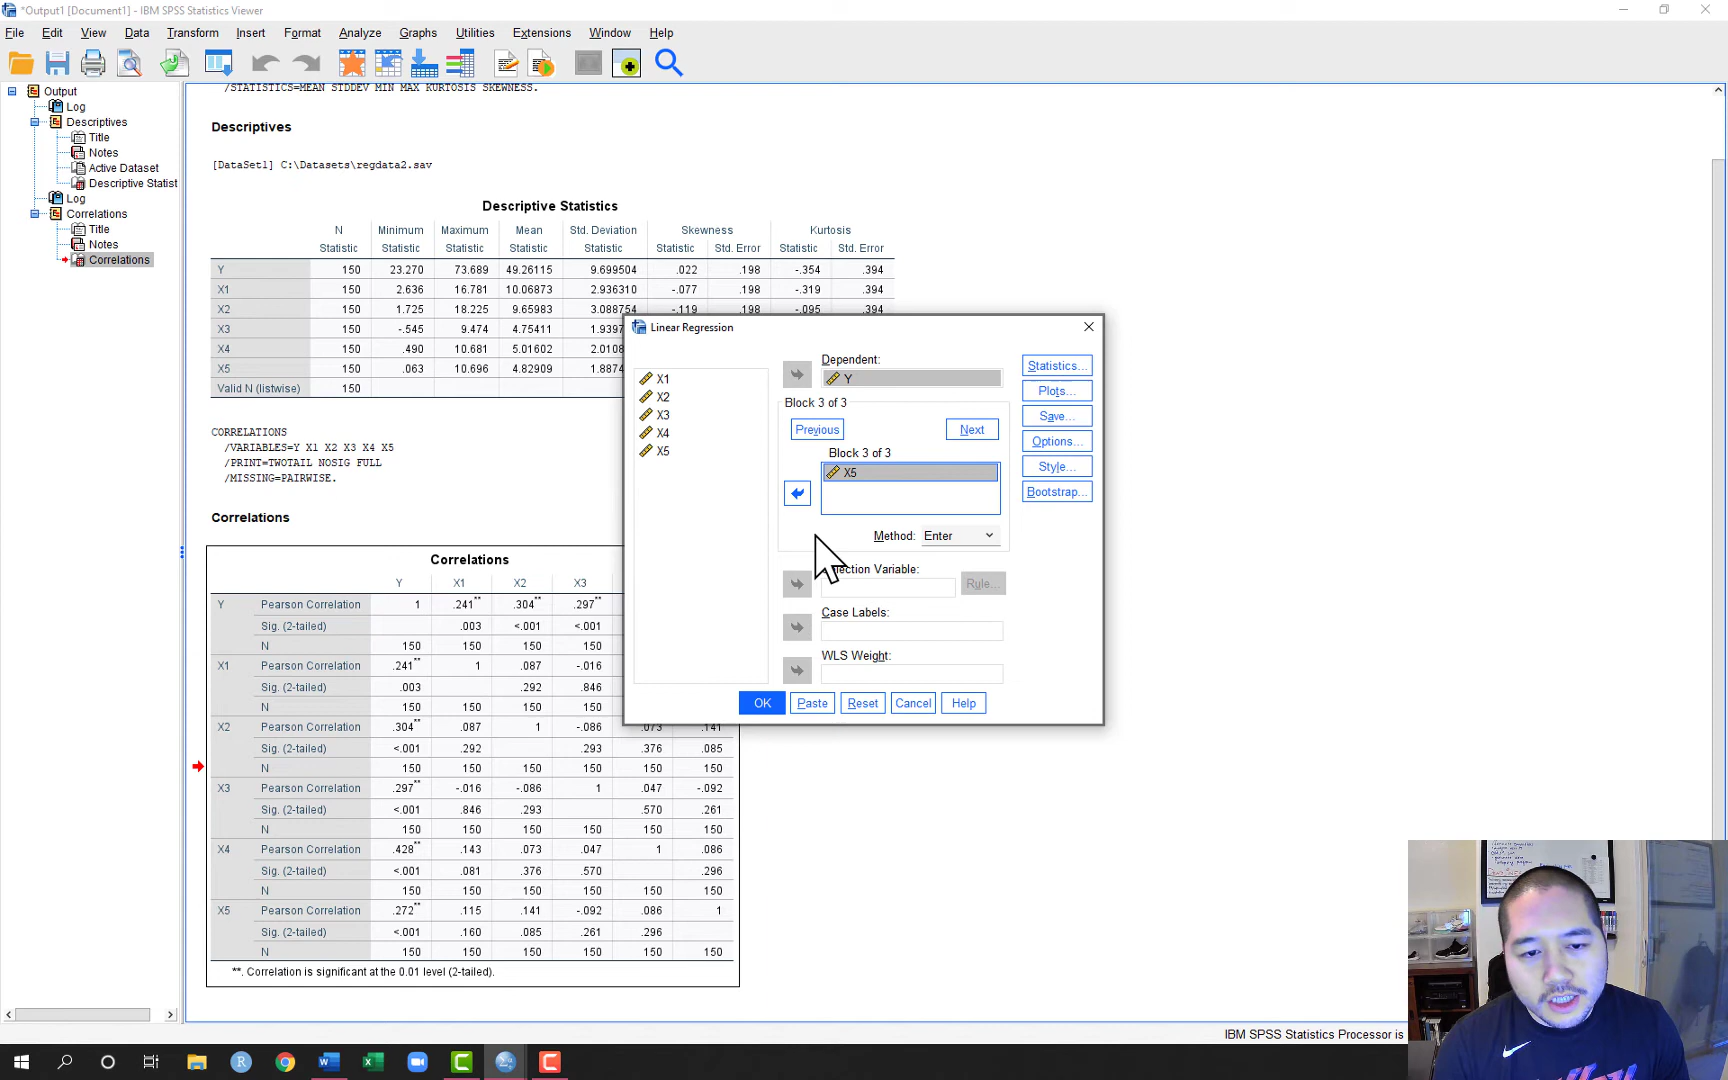 *Output1 [Document1] - IBM SPSS Statistics Viewer
File Edit View Data Transform Insert Format Analyze Graphs Utilities Extensions Window Help
Output
Log
Descriptives
Title
Notes
Active Dataset
Descriptive Statist
Log
Correlations
Title
Notes
Correlations
/STATISTICS=MEAN STDDEV MIN MAX KURTOSIS SKEWNESS.
Descriptives
[DataSet1] C:\Datasets\regdata2.sav
Descriptive Statistics
N Minimum Maximum Mean Std. Deviation Skewness Kurtosis
Statistic Statistic Statistic Statistic Statistic Statistic Std. Error Statistic Std. Error
Y 150 23.270 73.689 49.26115 9.699504 .022 .198 -.354 .394
X1 150 2.636 16.781 10.06873 2.936310 -.077 .198 -.319 .394
X2 150 1.725 18.225 9.65983 3.088754 -.119 .198 -.095 .394
X3 150 -.545 9.474 4.75411 1.939
X4 150 .490 10.681 5.01602 2.010
X5 150 .063 10.696 4.82909 1.887
Valid N (listwise) 150
CORRELATIONS
/VARIABLES=Y X1 X2 X3 X4 X5
/PRINT=TWOTAIL NOSIG FULL
/MISSING=PAIRWISE.
Correlations
Correlations
Y X1 X2 X3
Y Pearson Correlation 1 .241** .304** .297**
Sig. (2-tailed) .003 <.001 <.001
N 150 150 150 150
X1 Pearson Correlation .241** 1 .087 -.016
Sig. (2-tailed) .003 .292 .846
N 150 150 150 150
X2 Pearson Correlation .304** .087 1 -.086 .073 .141
Sig. (2-tailed) <.001 .292 .293 .376 .085
N 150 150 150 150 150 150
X3 Pearson Correlation .297** -.016 -.086 1 .047 -.092
Sig. (2-tailed) <.001 .846 .293 .570 .261
N 150 150 150 150 150 150
X4 Pearson Correlation .428** .143 .073 .047 1 .086
Sig. (2-tailed) <.001 .081 .376 .570 .296
N 150 150 150 150 150 150
X5 Pearson Correlation .272** .115 .141 -.092 .086 1
Sig. (2-tailed) <.001 .160 .085 .261 .296
N 150 150 150 150 150 150
**. Correlation is significant at the 0.01 level (2-tailed).
Linear Regression
X1
X2
X3
X4
X5
Dependent:
Y
Block 3 of 3
Previous Next
Block 3 of 3
X5
Method: Enter
ection Variable:
Rule...
Case Labels:
WLS Weight:
Statistics...
Plots...
Save...
Options...
Style...
Bootstrap...
OK Paste Reset Cancel Help
IBM SPSS Statistics Processor is